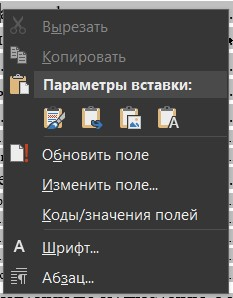 Вырезать
Копировать
Параметры вставки:
Обновить поле
Изменить поле...
Коды/значения полей
Шрифт...
Абзац...